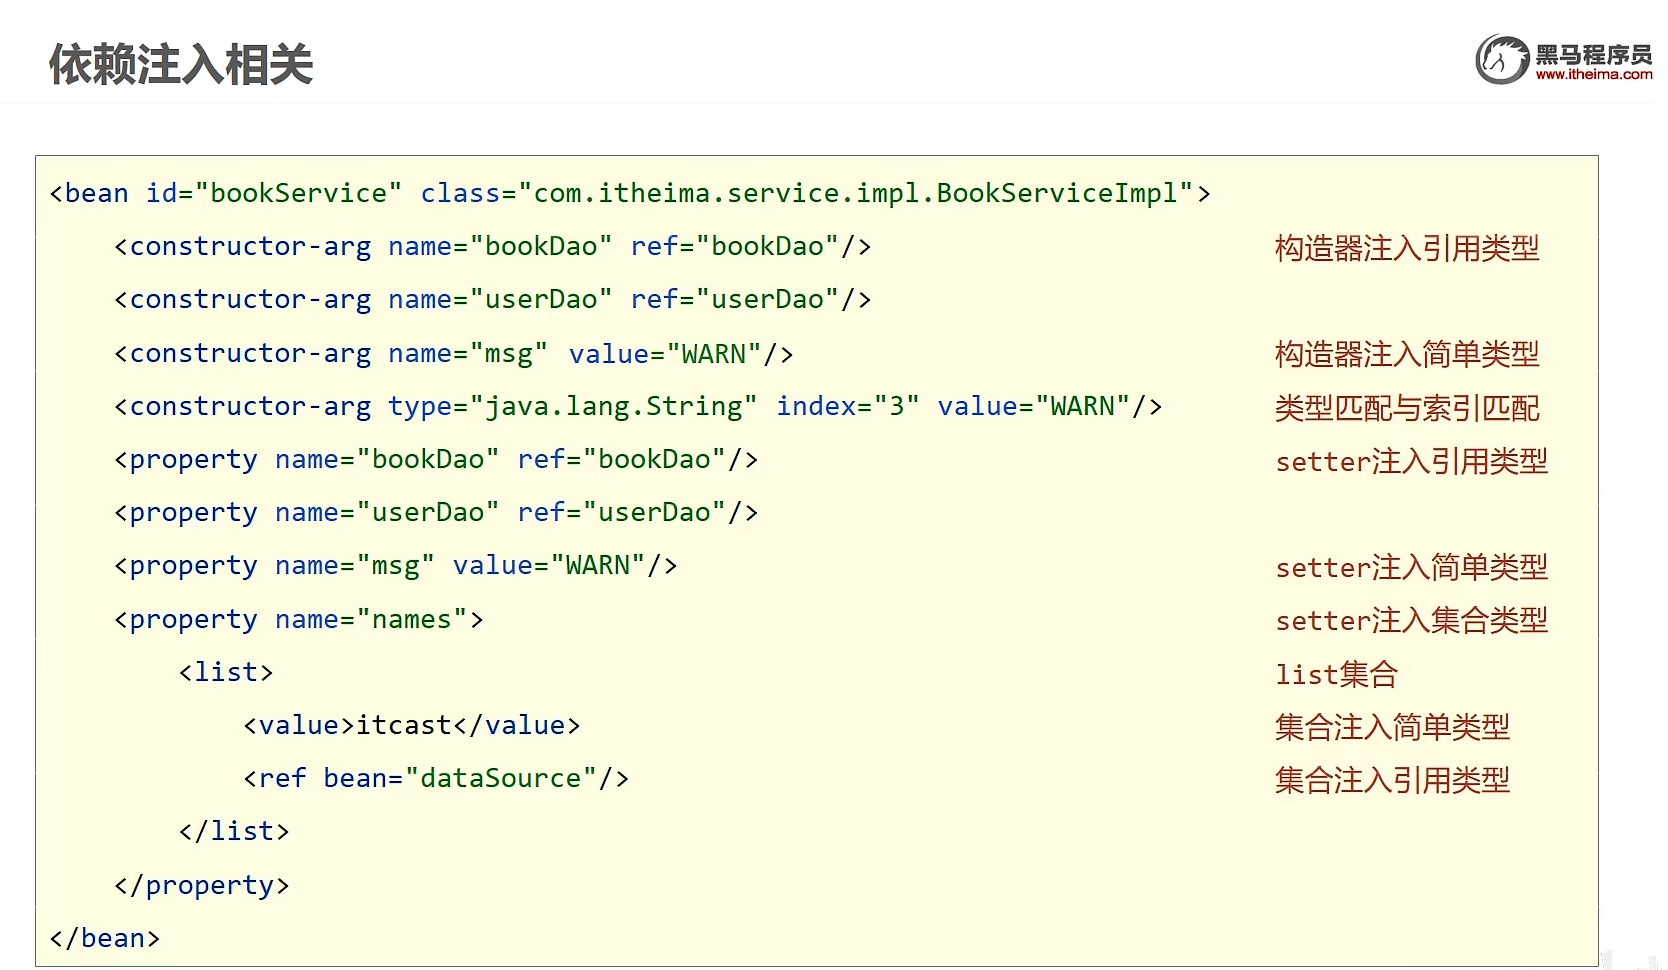 依赖注入相关
黑马程序员
www.itheima.com
<bean id="bookService" class="com.itheima.service.impl.BookServiceImpl">
<constructor-arg name="bookDao" ref="bookDao"/> 构造器注入引用类型
<constructor-arg name="userDao" ref="userDao"/>
<constructor-arg name="msg" value="WARN"/> 构造器注入简单类型
<constructor-arg type="java.lang.String" index="3" value="WARN"/> 类型匹配与索引匹配
<property name="bookDao" ref="bookDao"/> setter注入引用类型
<property name="userDao" ref="userDao"/>
<property name="msg" value="WARN"/> setter注入简单类型
<property name="names"> setter注入集合类型
<list> list集合
<value>itcast</value> 集合注入简单类型
<ref bean="dataSource"/> 集合注入引用类型
</list>
</property>
</bean>